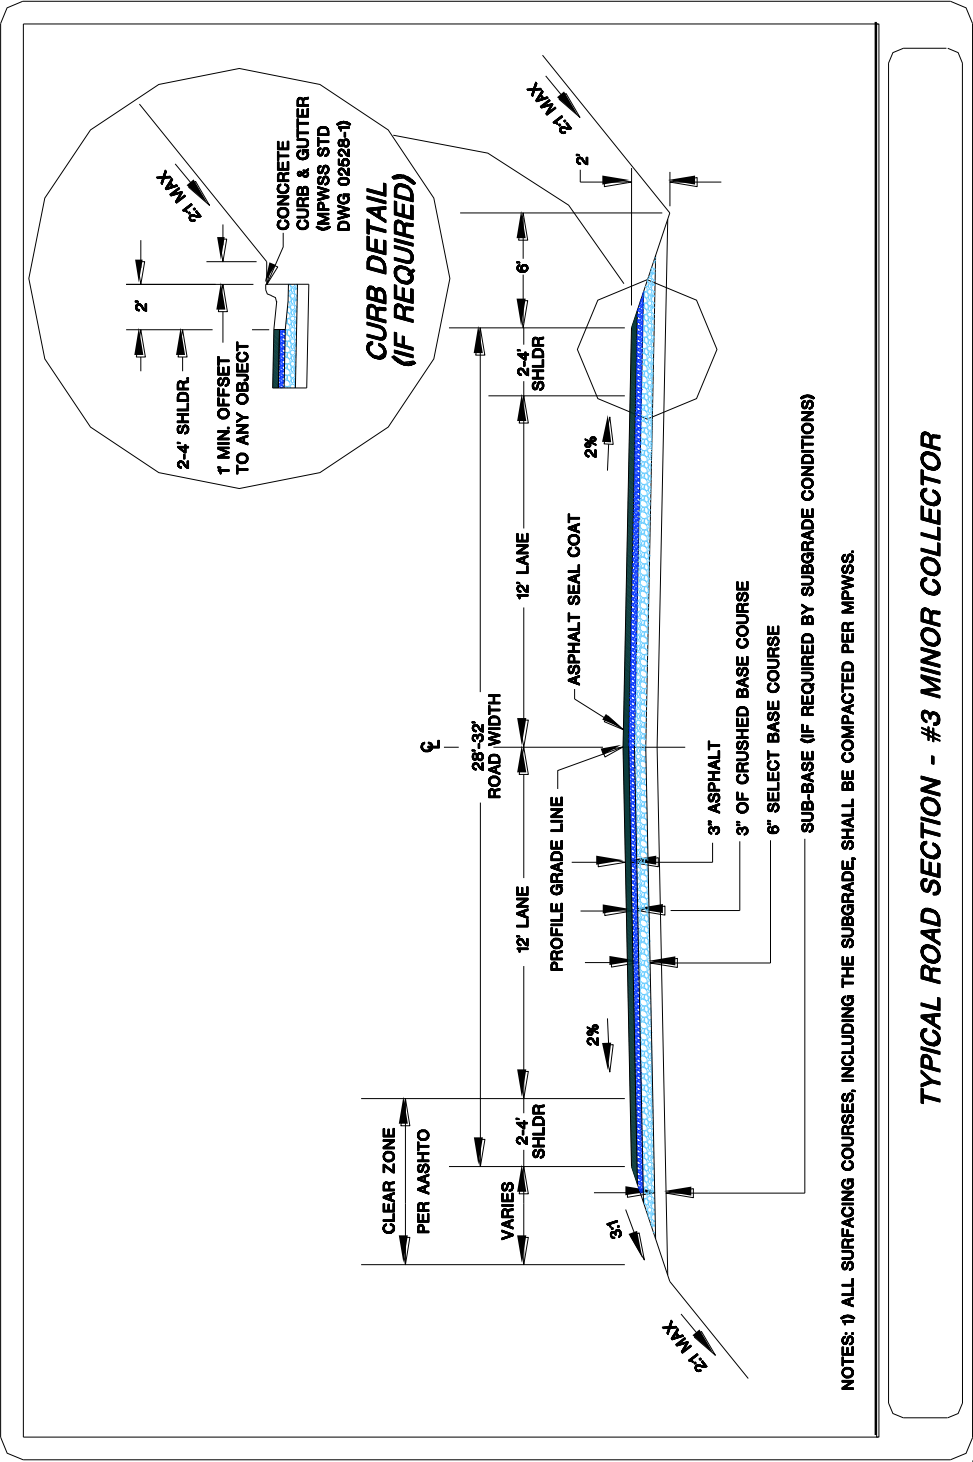 CLEAR ZONE
PER AASHTO
VARIES
2-4'
SHLDR
12' LANE
28'-32'
ROAD WIDTH
℄
12' LANE
2-4'
SHLDR
6'
2'
2:1 MAX
3:1
2%
PROFILE GRADE LINE
ASPHALT SEAL COAT
2%
2:1 MAX
3" ASPHALT
3" OF CRUSHED BASE COURSE
6" SELECT BASE COURSE
SUB-BASE (IF REQUIRED BY SUBGRADE CONDITIONS)
2-4' SHLDR.
1' MIN. OFFSET
TO ANY OBJECT
2'
2:1 MAX
CONCRETE
CURB & GUTTER
(MPWSS STD
DWG 02528-1)
CURB DETAIL
(IF REQUIRED)
NOTES: 1) ALL SURFACING COURSES, INCLUDING THE SUBGRADE, SHALL BE COMPACTED PER MPWSS.
TYPICAL ROAD SECTION - #3 MINOR COLLECTOR